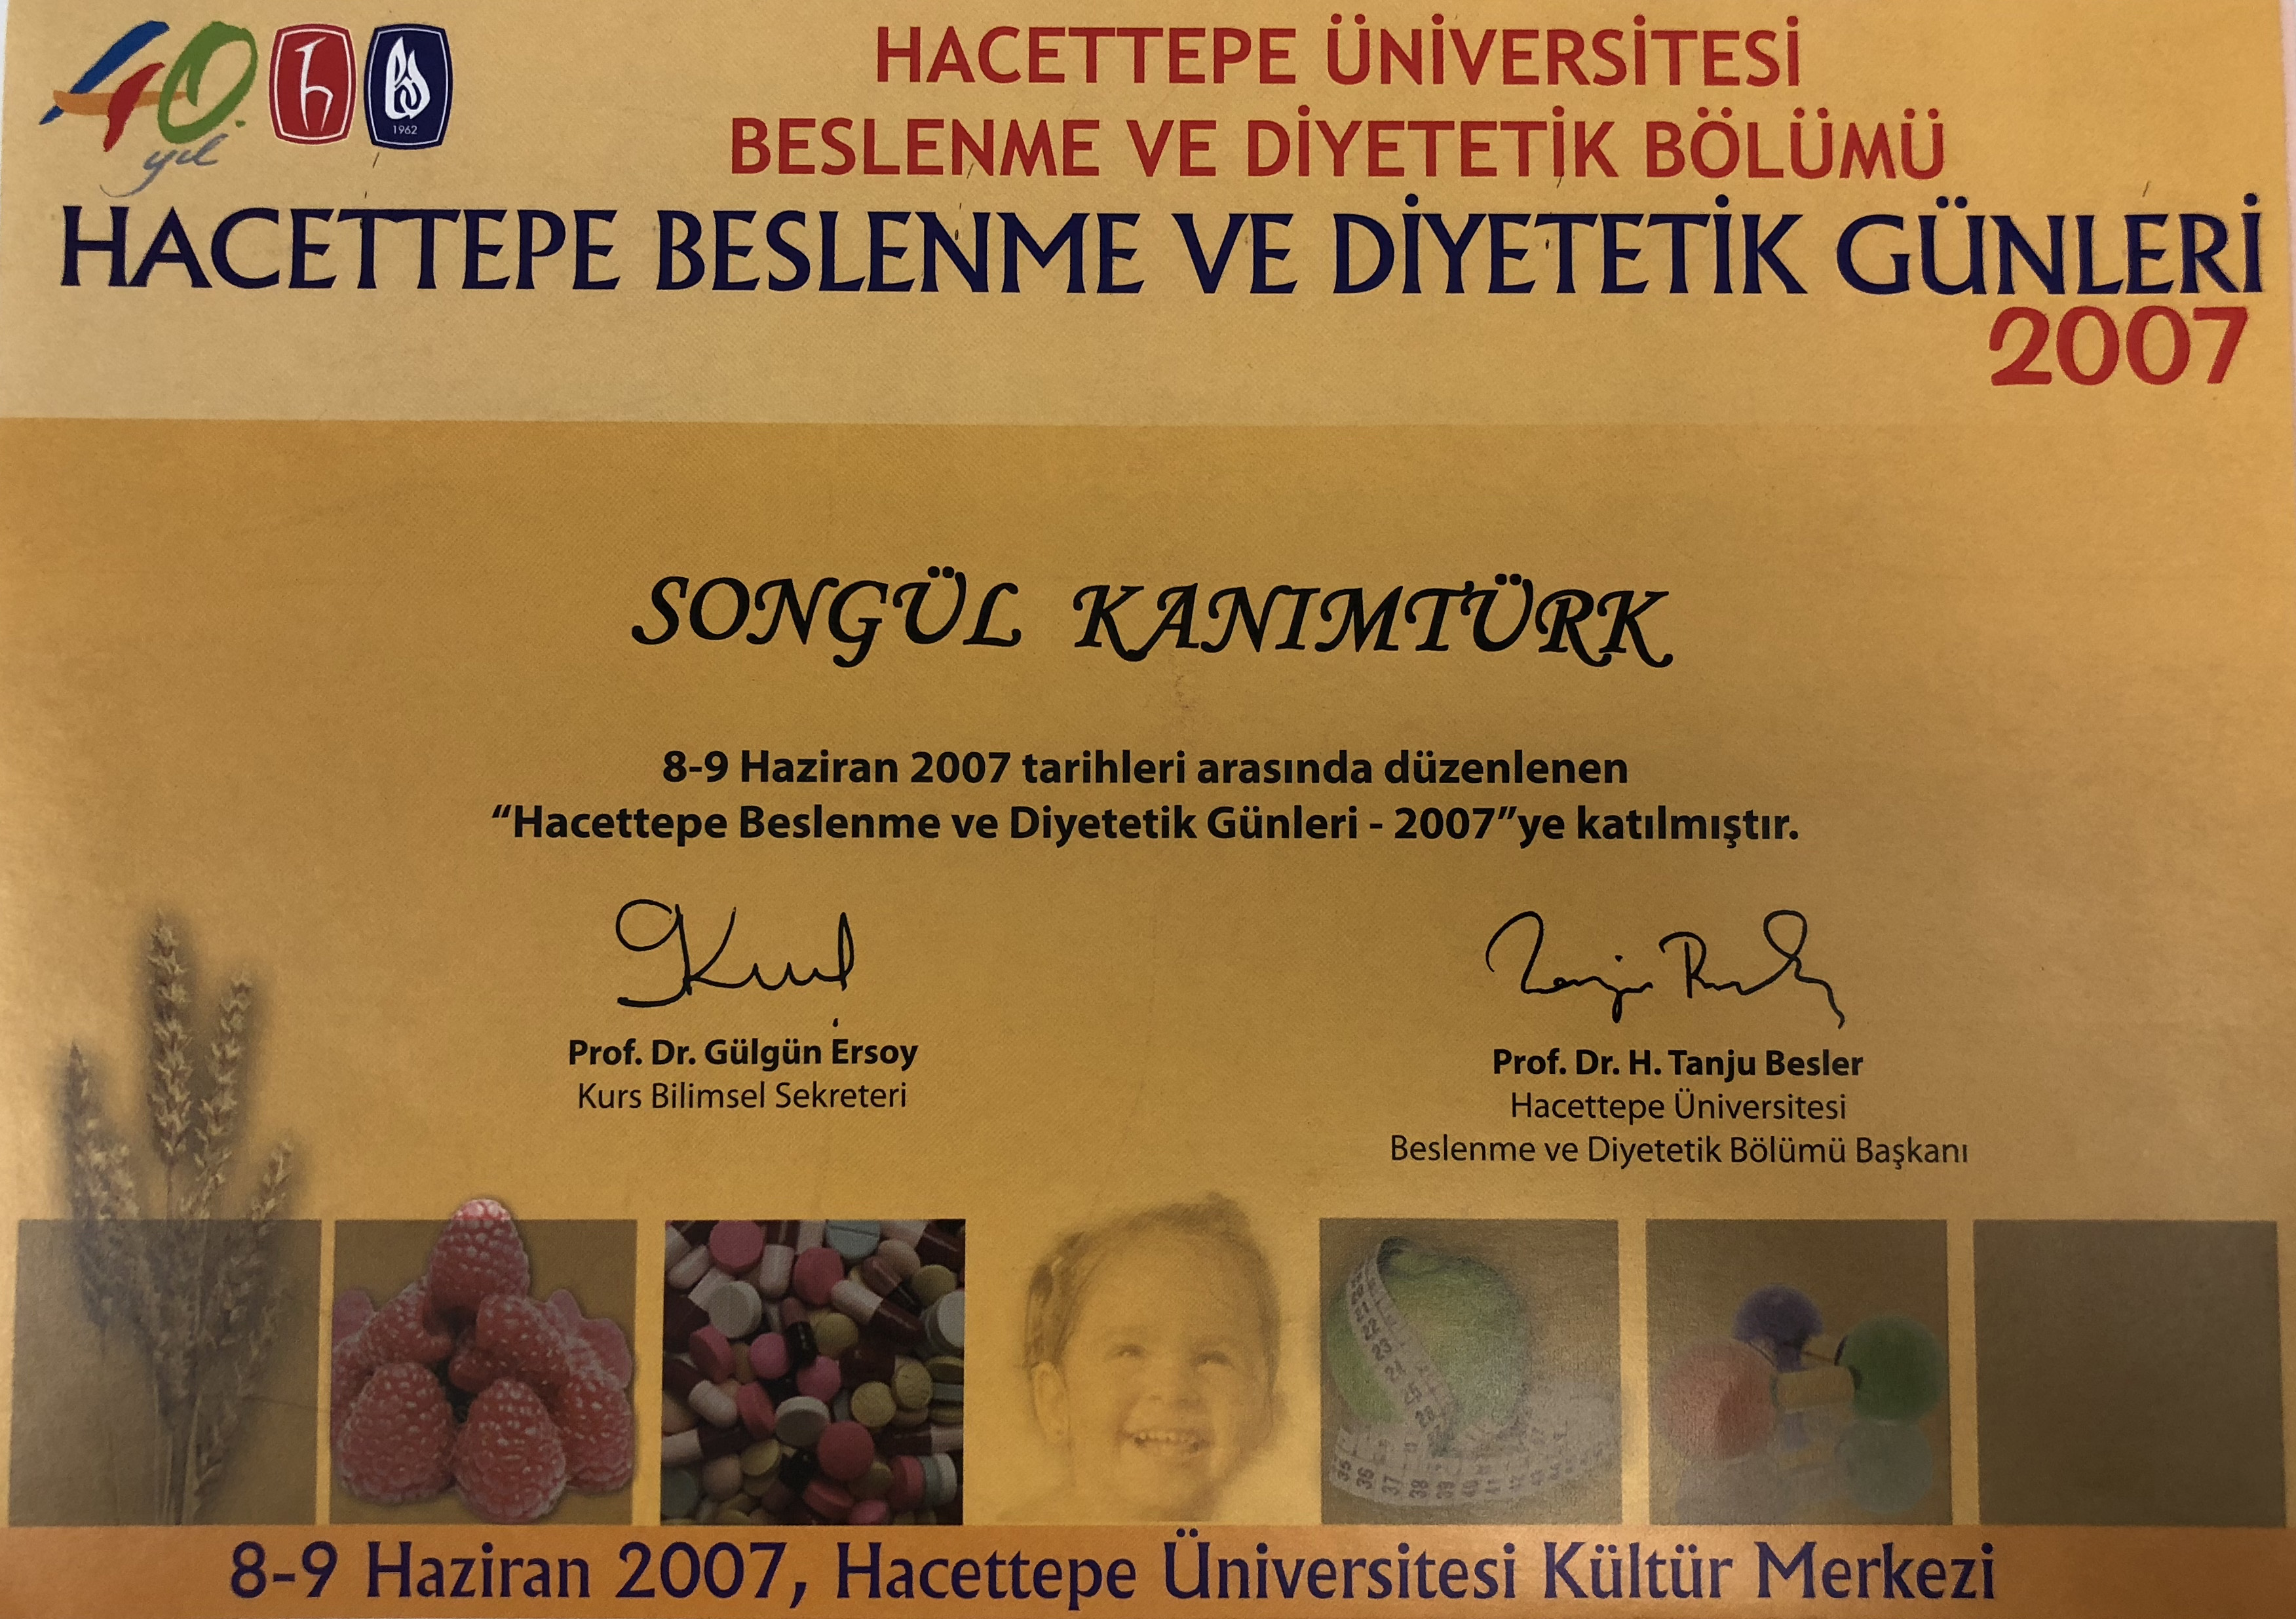 40. yıl
1962
HACETTEPE ÜNİVERSİTESİ
BESLENME VE DİYETETİK BÖLÜMÜ
HACETTEPE BESLENME VE DİYETETİK GÜNLERİ
2007
SONGÜL KANIMTÜRK
8-9 Haziran 2007 tarihleri arasında düzenlenen
“Hacettepe Beslenme ve Diyetetik Günleri - 2007”ye katılmıştır.
Prof. Dr. Gülgün Ersoy
Kurs Bilimsel Sekreteri
Prof. Dr. H. Tanju Besler
Hacettepe Üniversitesi
Beslenme ve Diyetetik Bölümü Başkanı
8-9 Haziran 2007, Hacettepe Üniversitesi Kültür Merkezi